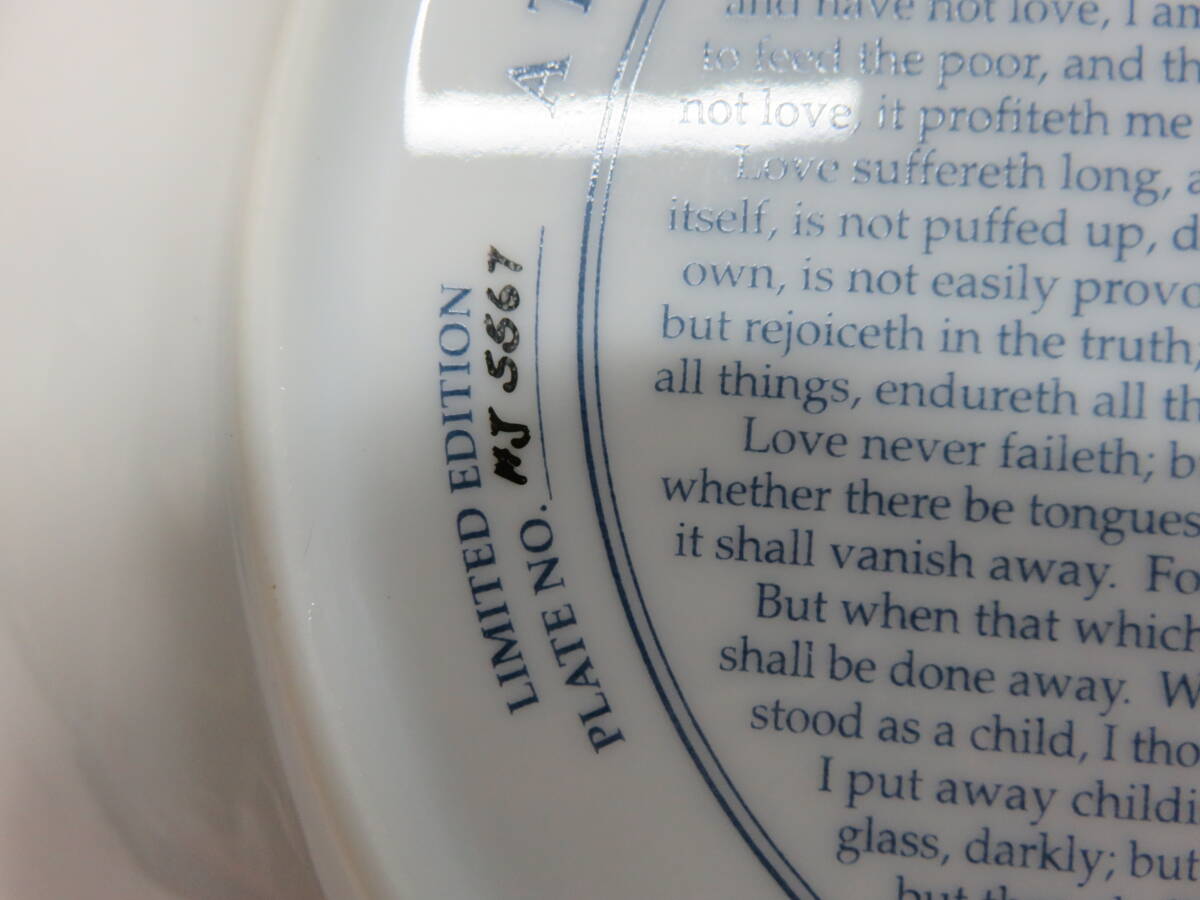 A
LIMITED EDITION
PLATE NO. MJ 5567
and have not love, I am
to feed the poor, and
not love, it profiteth me
Love suffereth long,
itself, is not puffed up,
own, is not easily
but rejoiceth in the truth;
all things, endureth all
Love never faileth;
whether there be tongues
it shall vanish away. Fo
But when that which
shall be done away. W
stood as a child, I tho
I put away childi
glass, darkly; but
but